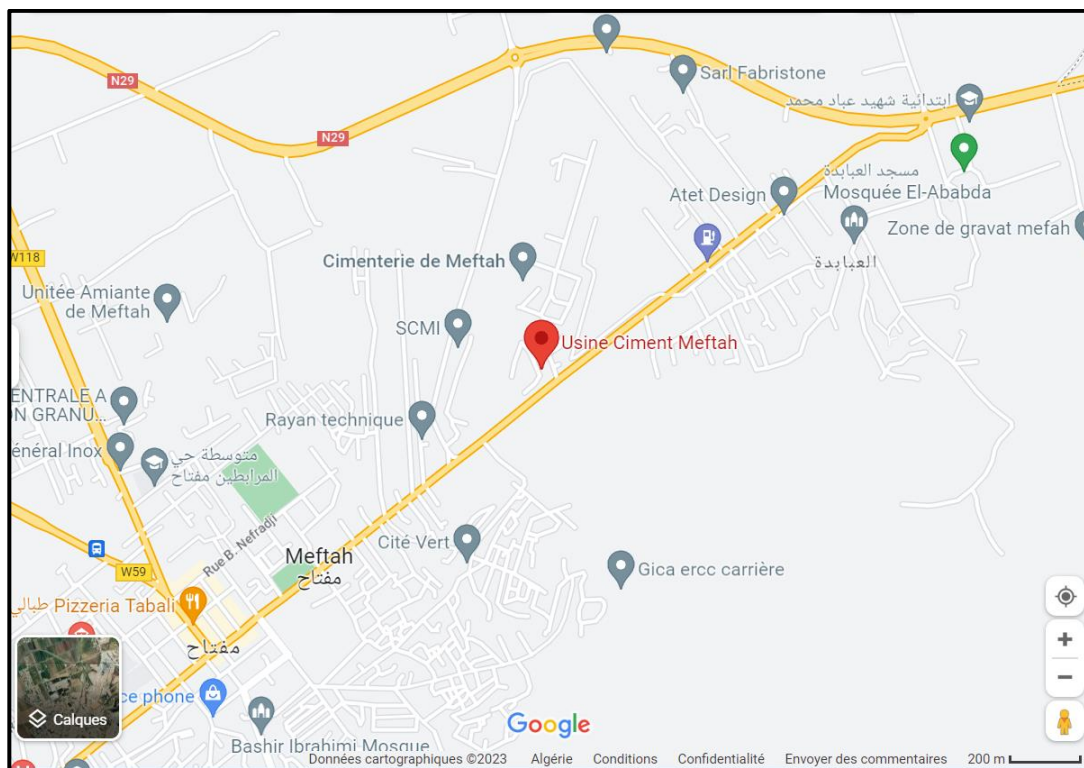 N29
Sarl Fabristone
ابتدائية شهيد عباد محمد
N29
Atet Design
مسجد العبابدة
Mosquée El-Ababda
Zone de gravat mefah
العبابدة
W118
Cimenterie de Meftah
Unitée Amiante
de Meftah
SCMI
Usine Ciment Meftah
ENTRALE A
ON GRANU...
Rayan technique
énéral Inox
متوسطة حي
المرابطين مفتاح
Rue B. Nefradji
Cité Vert
Meftah
مفتاح
Gica ercc carrière
W59
طبالي
Pizzeria Tabali
مفتاح
Calques
ce phone
Bashir Ibrahimi Mosque
Google
Données cartographiques ©2023 Algérie Conditions Confidentialité Envoyer des commentaires 200 m